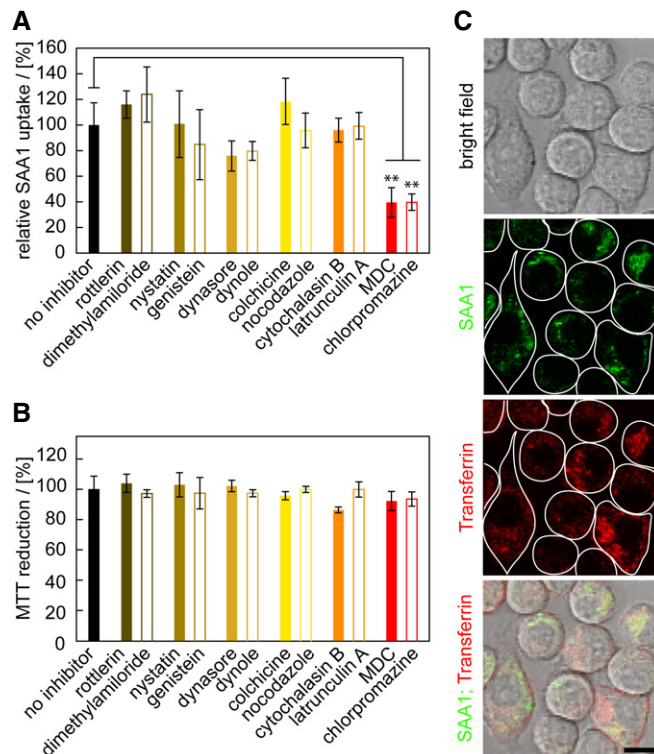 A
relative SAA1 uptake / [%]
160
140
120
100
80
60
40
20
0
**
**
no inhibitor
rottlerin
dimethylamiloride
nystatin
genistein
dynasore
dynole
colchicine
nocodazole
cytochalasin B
latrunculin A
MDC
chlorpromazine
B
MTT reduction / [%]
120
100
80
60
40
20
0
no inhibitor
rottlerin
dimethylamiloride
nystatin
genistein
dynasore
dynole
colchicine
nocodazole
cytochalasin B
latrunculin A
MDC
chlorpromazine
C
bright field
SAA1
Transferrin
SAA1; Transferrin